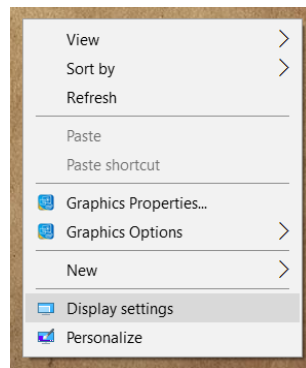 View
Sort by
Refresh
Paste
Paste shortcut
Graphics Properties...
Graphics Options
New
Display settings
Personalize